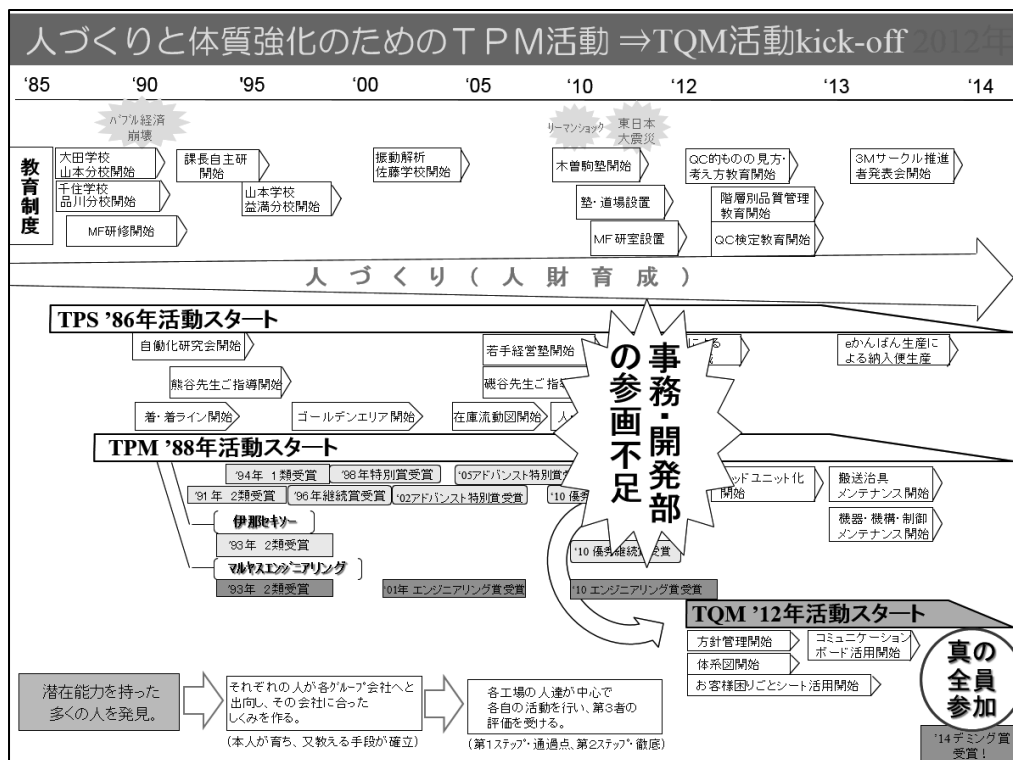 人づくりと体質強化のためのTPM活動 ⇒TQM活動kick-off 2012年
‘85 ‘90 '95 ‘00 ‘05 ‘10 ‘12 ‘13 ‘14
バブル経済
崩壊
リーマンショック
東日本
大震災
教育制度
大田学校
山本分校開始
千住学校
品川分校開始
MF研修開始
課長自主研
開始
山本学校
益満分校開始
振動解析
佐藤学校開始
木曽駒塾開始
塾・道場設置
MF研室設置
QC的ものの見方・
考え方教育開始
階層別品質管理
教育開始
QC検定教育開始
3Mサークル推進
者発表会開始
人づくり(人財育成)
TPS ’86年活動スタート
自働化研究会開始
若手経営塾開始
による
eかんばん生産に
よる納入便生産
熊谷先生ご指導開始
磯谷先生ご指
着・着ライン開始
ゴールデンエリア開始
在庫流動図開始
人・
事務・開発部
の参画不足
TPM ’88年活動スタート
’94年 1類受賞
’98年特別賞受賞
’05アドバンスト特別賞
’91年 2類受賞
’96年継続賞受賞
’02アドバンスト特別賞受賞
’10 優秀
ッドユニット化
開始
搬送治具
メンテナンス開始
機器・機構・制御
メンテナンス開始
伊那セキソー
’93年 2類受賞
’10 優秀継続賞受賞
マルヤスエンジニアリング
’93年 2類受賞
’01年 エンジニアリング賞受賞
’10 エンジニアリング賞受賞
TQM ’12年活動スタート
方針管理開始
コミュニケーション
ボード活用開始
体系図開始
お客様困りごとシート活用開始
真の
全員
参加
’14デミング賞
受賞！
潜在能力を持った
多くの人を発見。
それぞれの人が各グループ会社へと
出向し、その会社に合った
しくみを作る。
(本人が育ち、又教える手段が確立)
各工場の人達が中心で
各自の活動を行い、第3者の
評価を受ける。
(第1ステップ・通過点、第2ステップ・徹底)